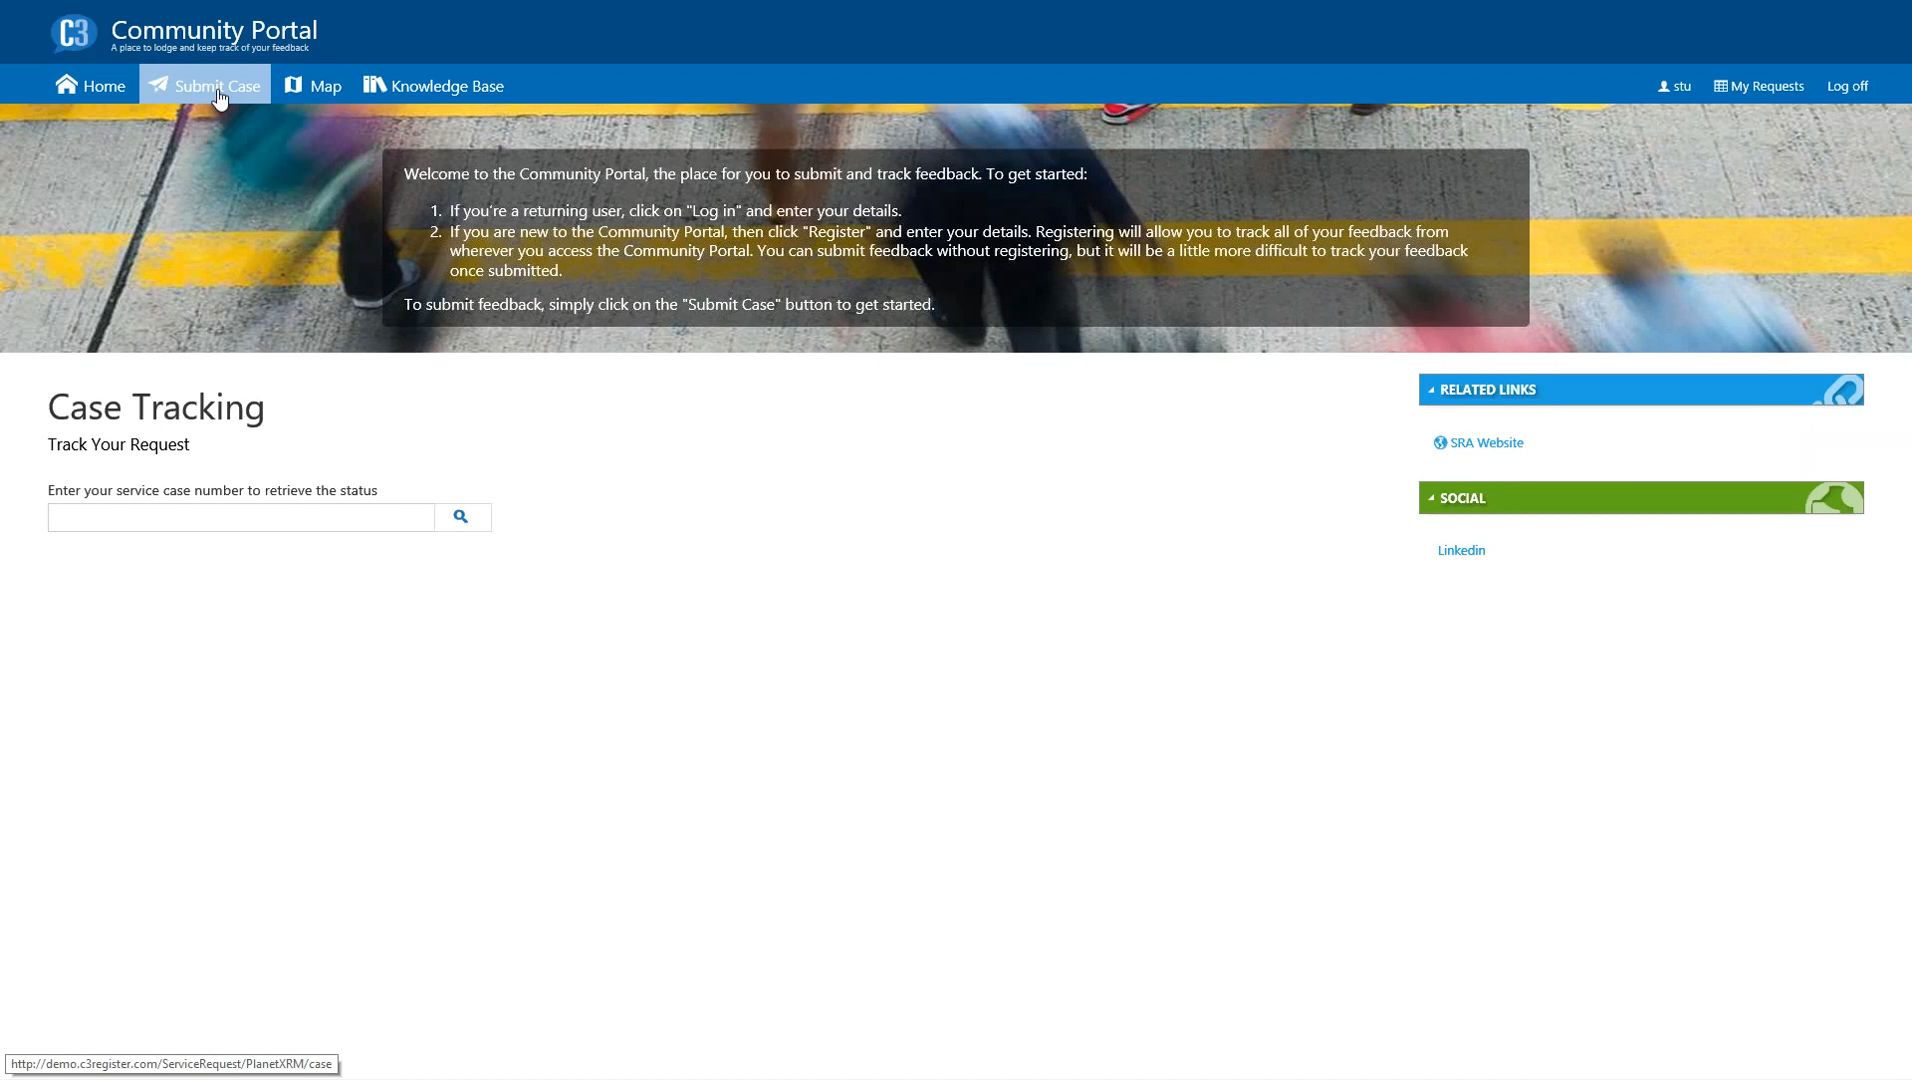 C3
Community Portal
A place to lodge and keep track of your feedback
Home
Submit Case
Map
Knowledge Base
stu
My Requests
Log off
Welcome to the Community Portal, the place for you to submit and track feedback. To get started:
1. If you're a returning user, click on "Log in" and enter your details.
2. If you are new to the Community Portal, then click "Register" and enter your details. Registering will allow you to track all of your feedback from
wherever you access the Community Portal. You can submit feedback without registering, but it will be a little more difficult to track your feedback
once submitted.
To submit feedback, simply click on the "Submit Case" button to get started.
Case Tracking
Track Your Request
Enter your service case number to retrieve the status
RELATED LINKS
SRA Website
SOCIAL
Linkedin
http://demo.c3register.com/ServiceRequest/PlanetXRM/case